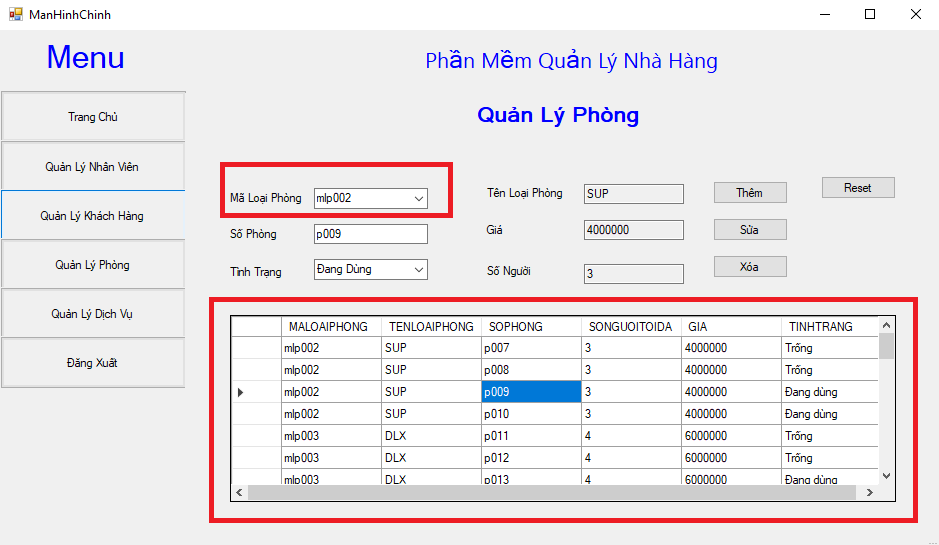 ManHinhChinh
Menu
Phần Mềm Quản Lý Nhà Hàng
Trang Chủ
Quản Lý Nhân Viên
Quản Lý Khách Hàng
Quản Lý Phòng
Quản Lý Dịch Vụ
Đăng Xuất
Quản Lý Phòng
Mã Loại Phòng mlp002 Tên Loại Phòng SUP Thêm Reset
Số Phòng p009 Giá 4000000 Sửa
Tình Trạng Đang Dùng Số Người 3 Xóa
MALOAIPHONG TENLOAIPHONG SOPHONG SONGUOITOIDA GIA TINHTRANG
mlp002 SUP p007 3 4000000 Trống
mlp002 SUP p008 3 4000000 Trống
mlp002 SUP p009 3 4000000 Đang dùng
mlp002 SUP p010 3 4000000 Đang dùng
mlp003 DLX p011 4 6000000 Trống
mlp003 DLX p012 4 6000000 Trống
mlp003 DLX p013 4 6000000 Đang dùng